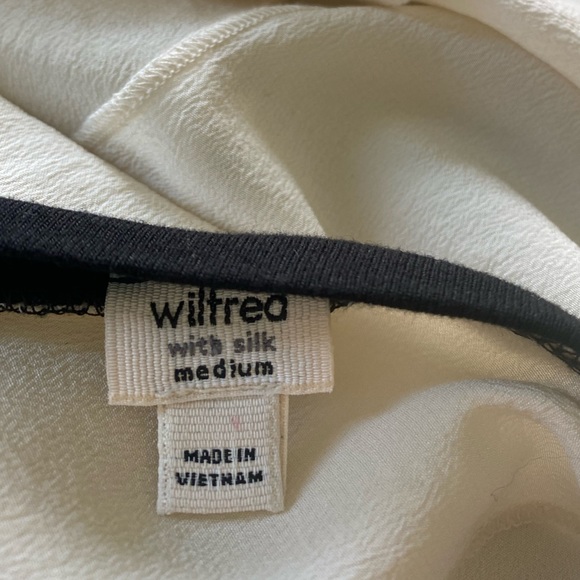 wilfred
with silk
medium
MADE IN
VIETNAM